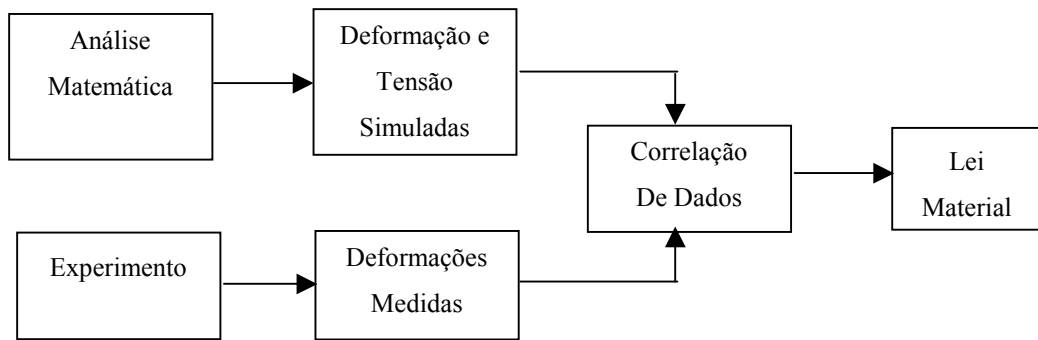 Análise
Matemática
Deformação e
Tensão
Simuladas
Correlação
De Dados
Lei
Material
Experimento
Deformações
Medidas